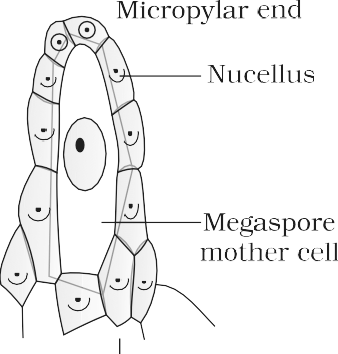 Micropylar end
Nucellus
Megaspore
mother cell